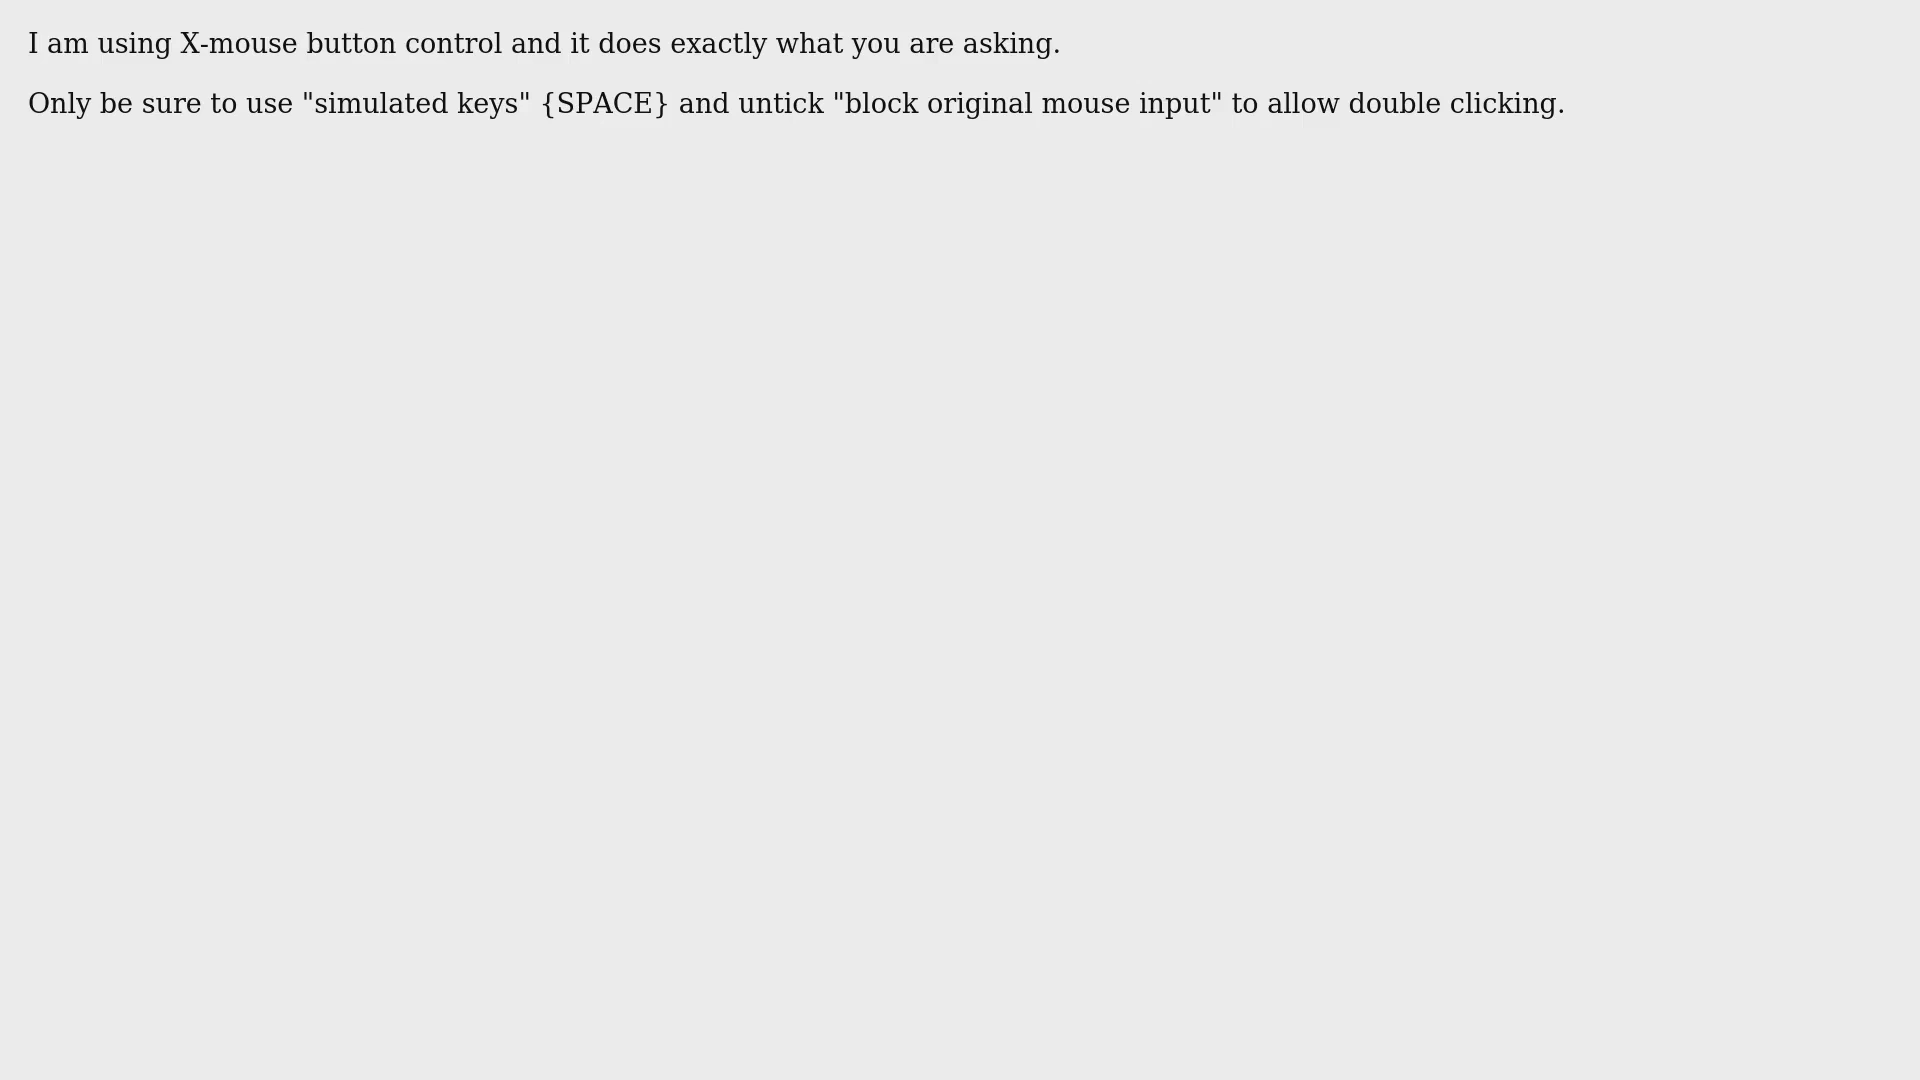 I am using X-mouse button control and it does exactly what you are asking.
Only be sure to use "simulated keys" {SPACE} and untick "block original mouse input" to allow double clicking.